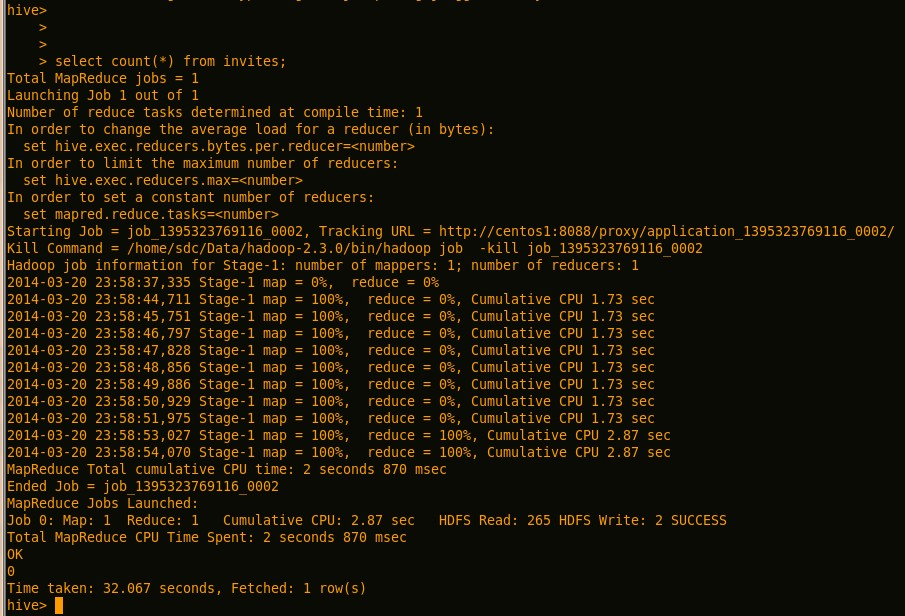 hive>
    >
    >
    > select count(*) from invites;
Total MapReduce jobs = 1
Launching Job 1 out of 1
Number of reduce tasks determined at compile time: 1
In order to change the average load for a reducer (in bytes):
  set hive.exec.reducers.bytes.per.reducer=<number>
In order to limit the maximum number of reducers:
  set hive.exec.reducers.max=<number>
In order to set a constant number of reducers:
  set mapred.reduce.tasks=<number>
Starting Job = job_1395323769116_0002, Tracking URL = http://centos1:8088/proxy/application_1395323769116_0002/
Kill Command = /home/sdc/Data/hadoop-2.3.0/bin/hadoop job  -kill job_1395323769116_0002
Hadoop job information for Stage-1: number of mappers: 1; number of reducers: 1
2014-03-20 23:58:37,335 Stage-1 map = 0%,  reduce = 0%
2014-03-20 23:58:44,711 Stage-1 map = 100%,  reduce = 0%, Cumulative CPU 1.73 sec
2014-03-20 23:58:45,751 Stage-1 map = 100%,  reduce = 0%, Cumulative CPU 1.73 sec
2014-03-20 23:58:46,797 Stage-1 map = 100%,  reduce = 0%, Cumulative CPU 1.73 sec
2014-03-20 23:58:47,828 Stage-1 map = 100%,  reduce = 0%, Cumulative CPU 1.73 sec
2014-03-20 23:58:48,856 Stage-1 map = 100%,  reduce = 0%, Cumulative CPU 1.73 sec
2014-03-20 23:58:49,886 Stage-1 map = 100%,  reduce = 0%, Cumulative CPU 1.73 sec
2014-03-20 23:58:50,929 Stage-1 map = 100%,  reduce = 0%, Cumulative CPU 1.73 sec
2014-03-20 23:58:51,975 Stage-1 map = 100%,  reduce = 0%, Cumulative CPU 1.73 sec
2014-03-20 23:58:53,027 Stage-1 map = 100%,  reduce = 100%, Cumulative CPU 2.87 sec
2014-03-20 23:58:54,070 Stage-1 map = 100%,  reduce = 100%, Cumulative CPU 2.87 sec
MapReduce Total cumulative CPU time: 2 seconds 870 msec
Ended Job = job_1395323769116_0002
MapReduce Jobs Launched:
Job 0: Map: 1  Reduce: 1   Cumulative CPU: 2.87 sec   HDFS Read: 265 HDFS Write: 2 SUCCESS
Total MapReduce CPU Time Spent: 2 seconds 870 msec
OK
0
Time taken: 32.067 seconds, Fetched: 1 row(s)
hive>